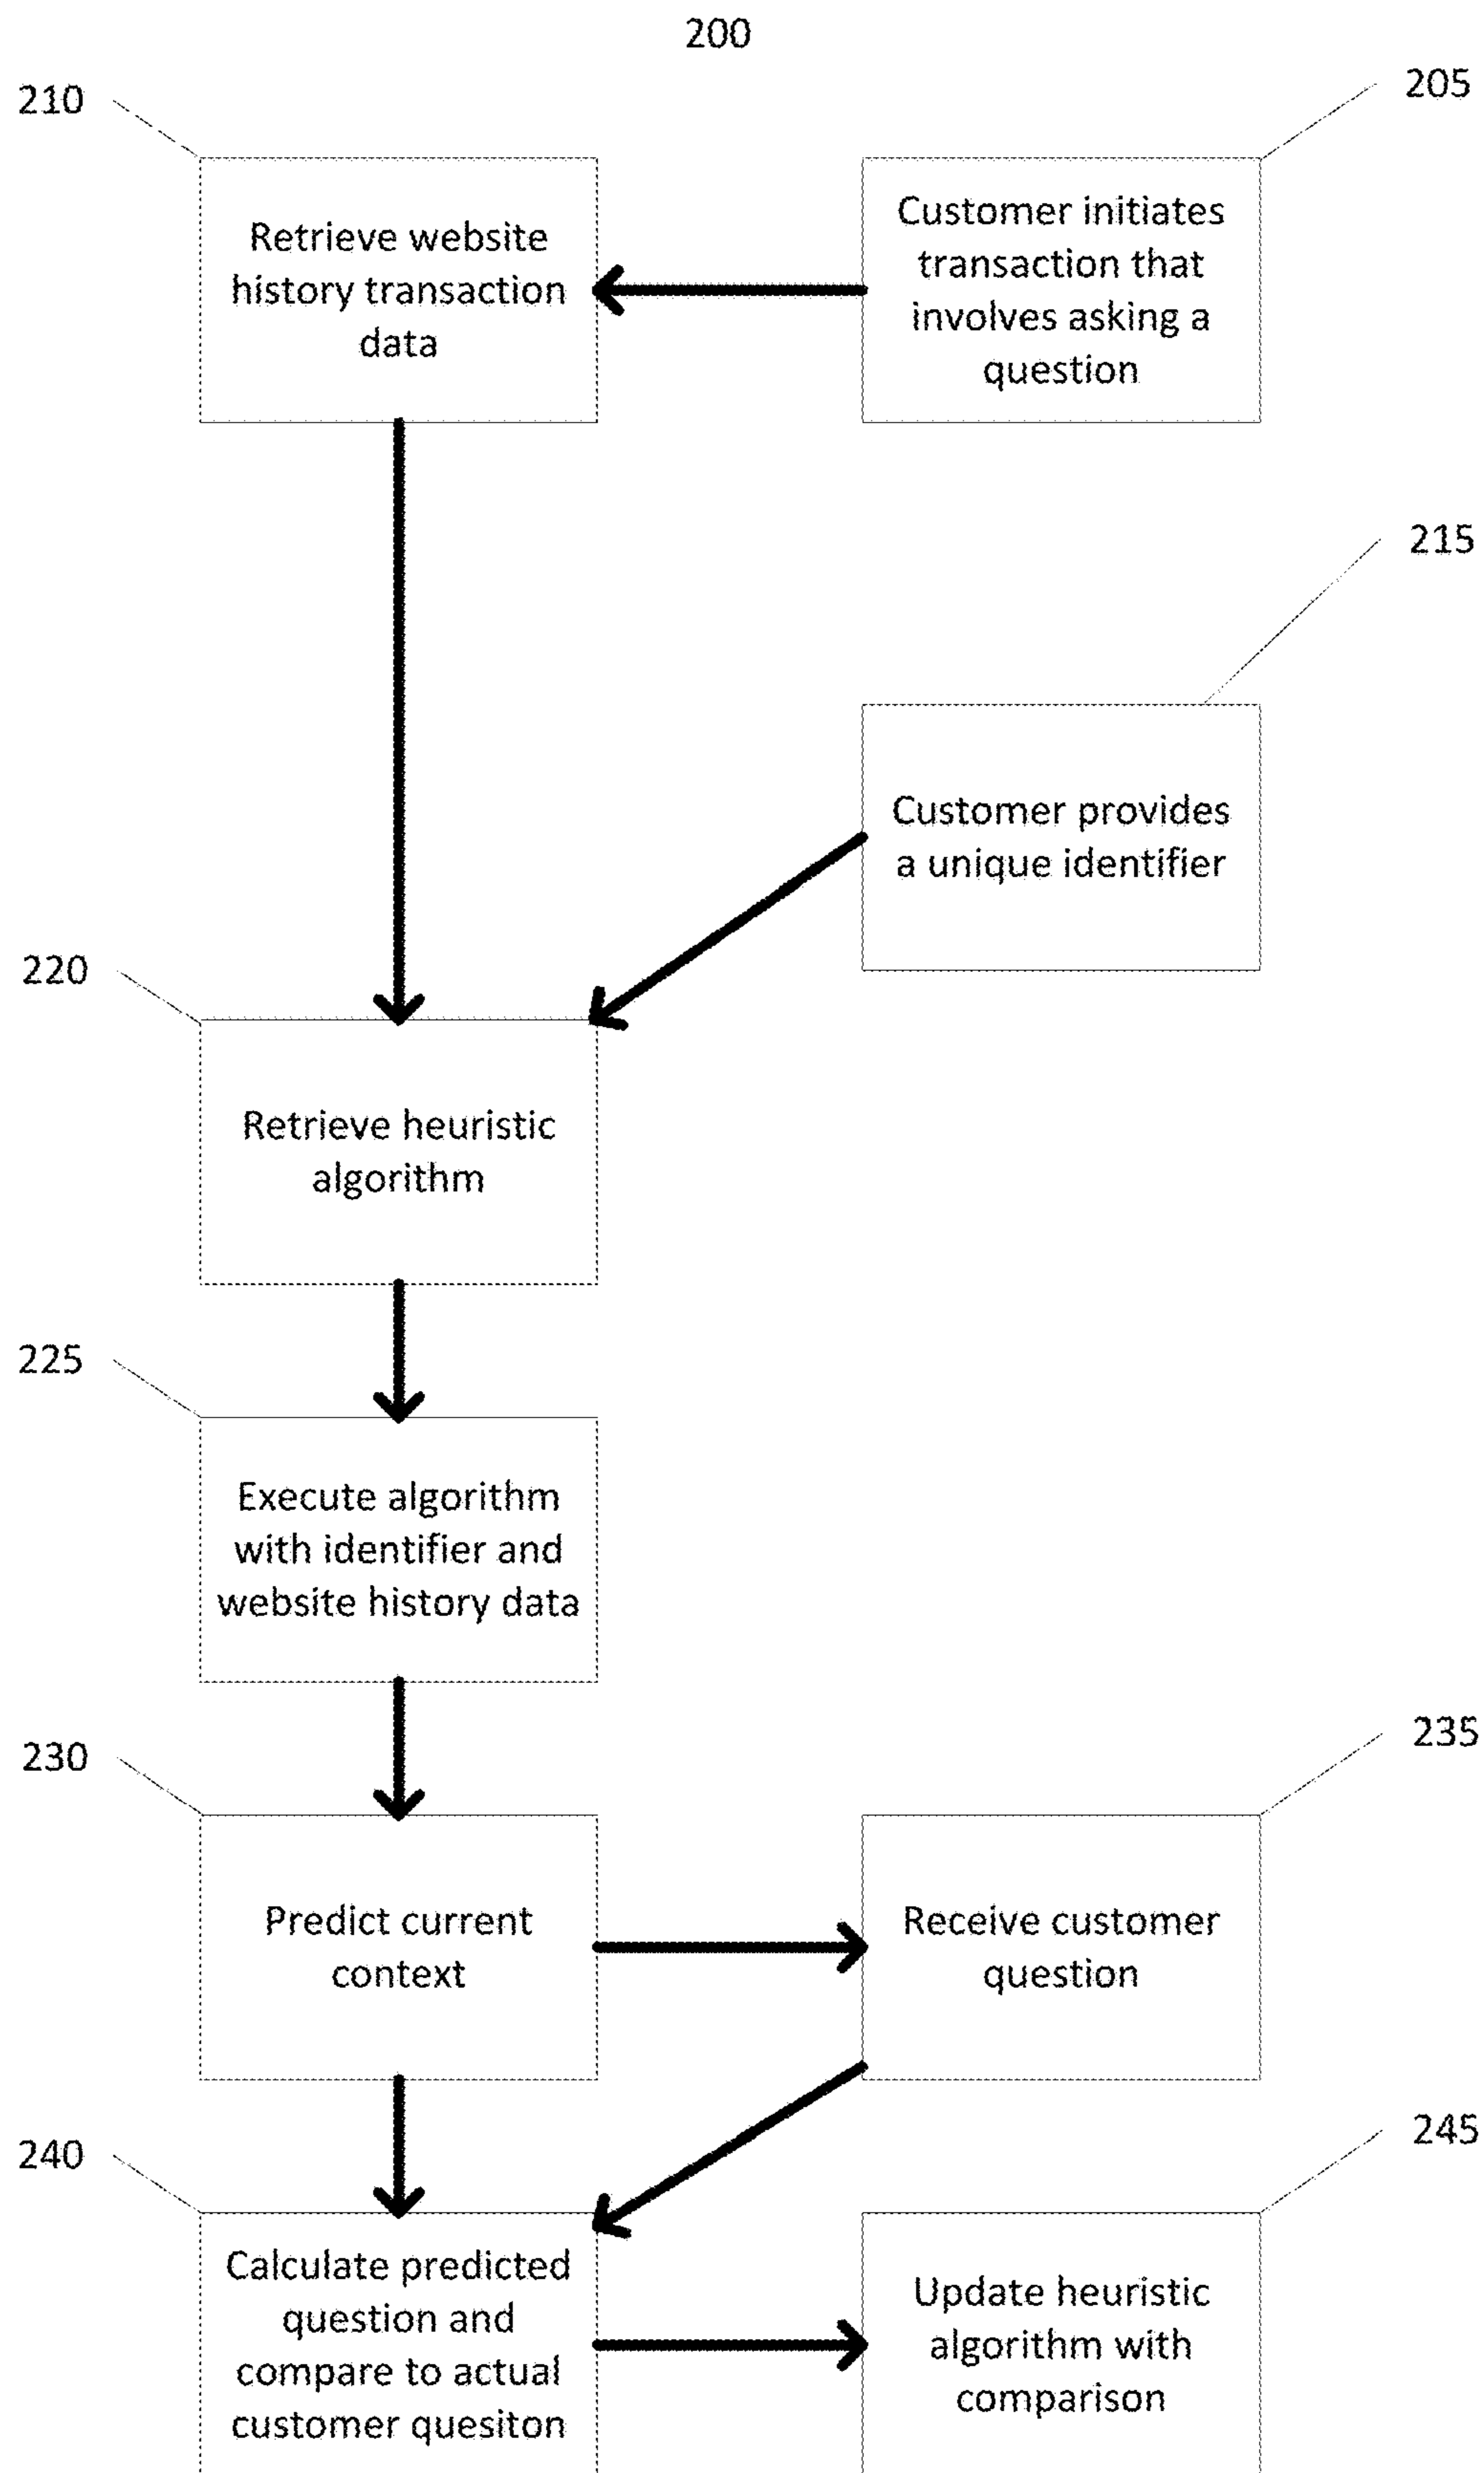 200
210
205
Retrieve website
history transaction
data
Customer initiates
transaction that
involves asking a
question
215
Customer provides
a unique identifier
220
Retrieve heuristic
algorithm
225
Execute algorithm
with identifier and
website history data
230
235
Predict current
context
Receive customer
question
240
245
Calculate predicted
question and
compare to actual
customer quesiton
Update heuristic
algorithm with
comparison